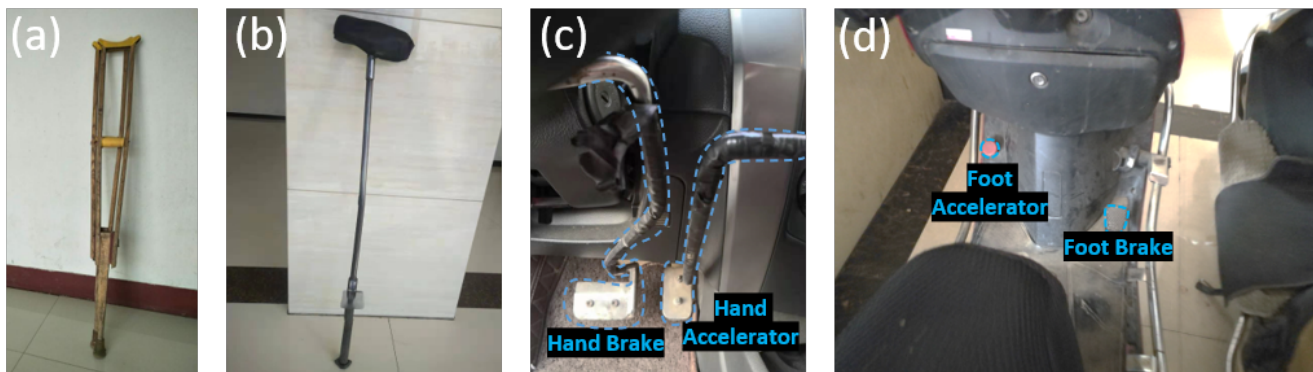 (a)
(b)
(c)
(d)
Foot
Accelerator
Foot Brake
Hand
Accelerator
Hand Brake